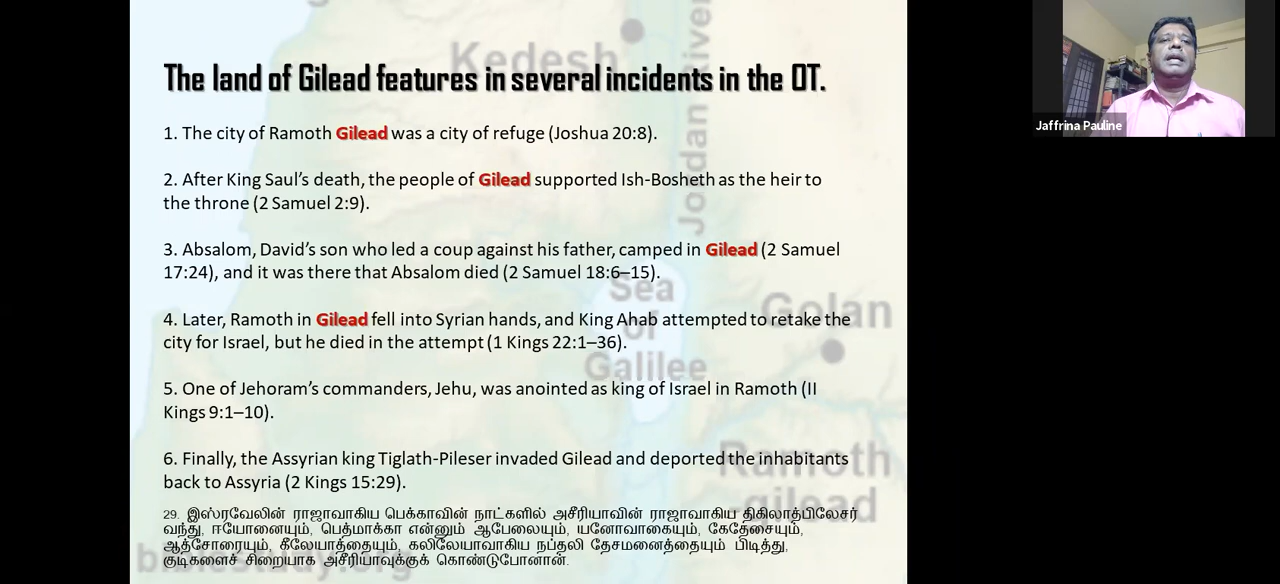 The land of Gilead features in several incidents in the OT.
1. The city of Ramoth Gilead was a city of refuge (Joshua 20:8).
2. After King Saul’s death, the people of Gilead supported Ish-Bosheth as the heir to
the throne (2 Samuel 2:9).
3. Absalom, David’s son who led a coup against his father, camped in Gilead (2 Samuel
17:24), and it was there that Absalom died (2 Samuel 18:6–15).
4. Later, Ramoth in Gilead fell into Syrian hands, and King Ahab attempted to retake the
city for Israel, but he died in the attempt (1 Kings 22:1–36).
5. One of Jehoram’s commanders, Jehu, was anointed as king of Israel in Ramoth (II
Kings 9:1–10).
6. Finally, the Assyrian king Tiglath-Pileser invaded Gilead and deported the inhabitants
back to Assyria (2 Kings 15:29).
29. இஸ்ரவேலின் ராஜாவாகிய பெக்காவின் நாட்களில் அசீரியாவின் ராஜாவாகிய திகிலாத்பிலேசர்
வந்து, ஈயோனையும், பெத்மாக்கா என்னும் ஆபேலையும், யனோவாகையும், கேதேசையும்,
ஆத்சோரையும், கீலேயாத்தையும், கலிலேயாவாகிய நப்தலி தேசமனைத்தையும் பிடித்து,
குடிகளைச் சிறையாக அசீரியாவுக்குக் கொண்டுபோனான்.
Kedesh
Jordan River
Sea
of
Galilee
Golan
Ramoth
-gilead
biblestudy.org
Jaffrina Pauline